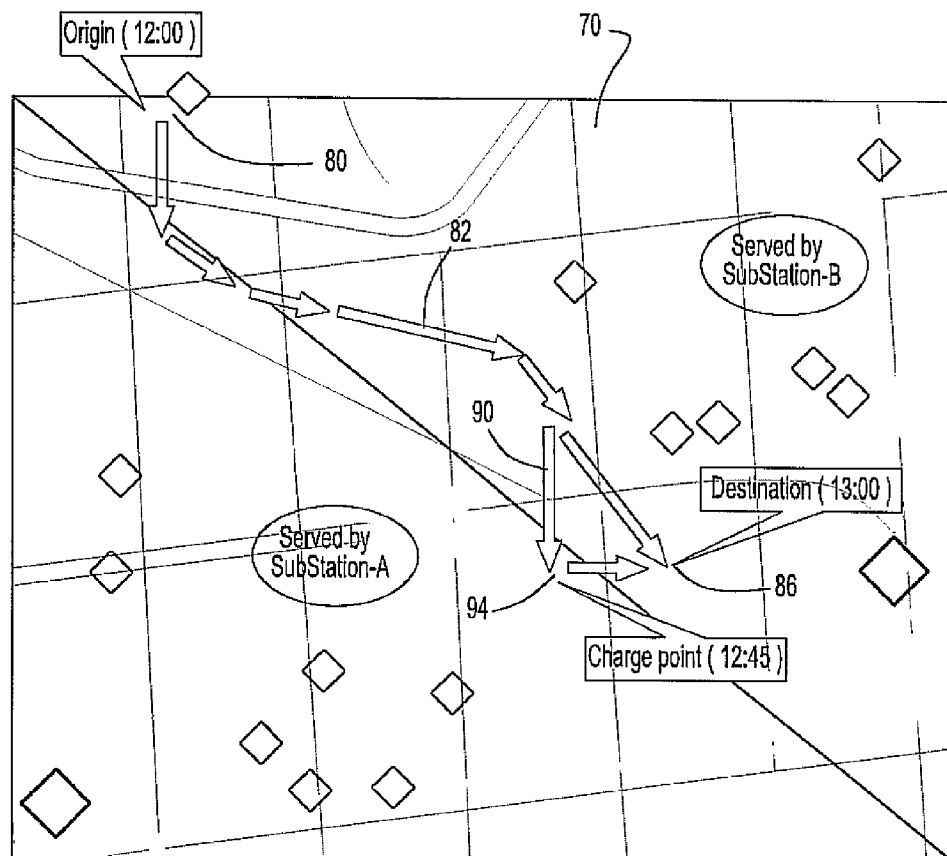 Origin ( 12:00 )
70
80
82
Served by
SubStation-B
90
Destination ( 13:00 )
Served by
SubStation-A
86
94
Charge point ( 12:45 )